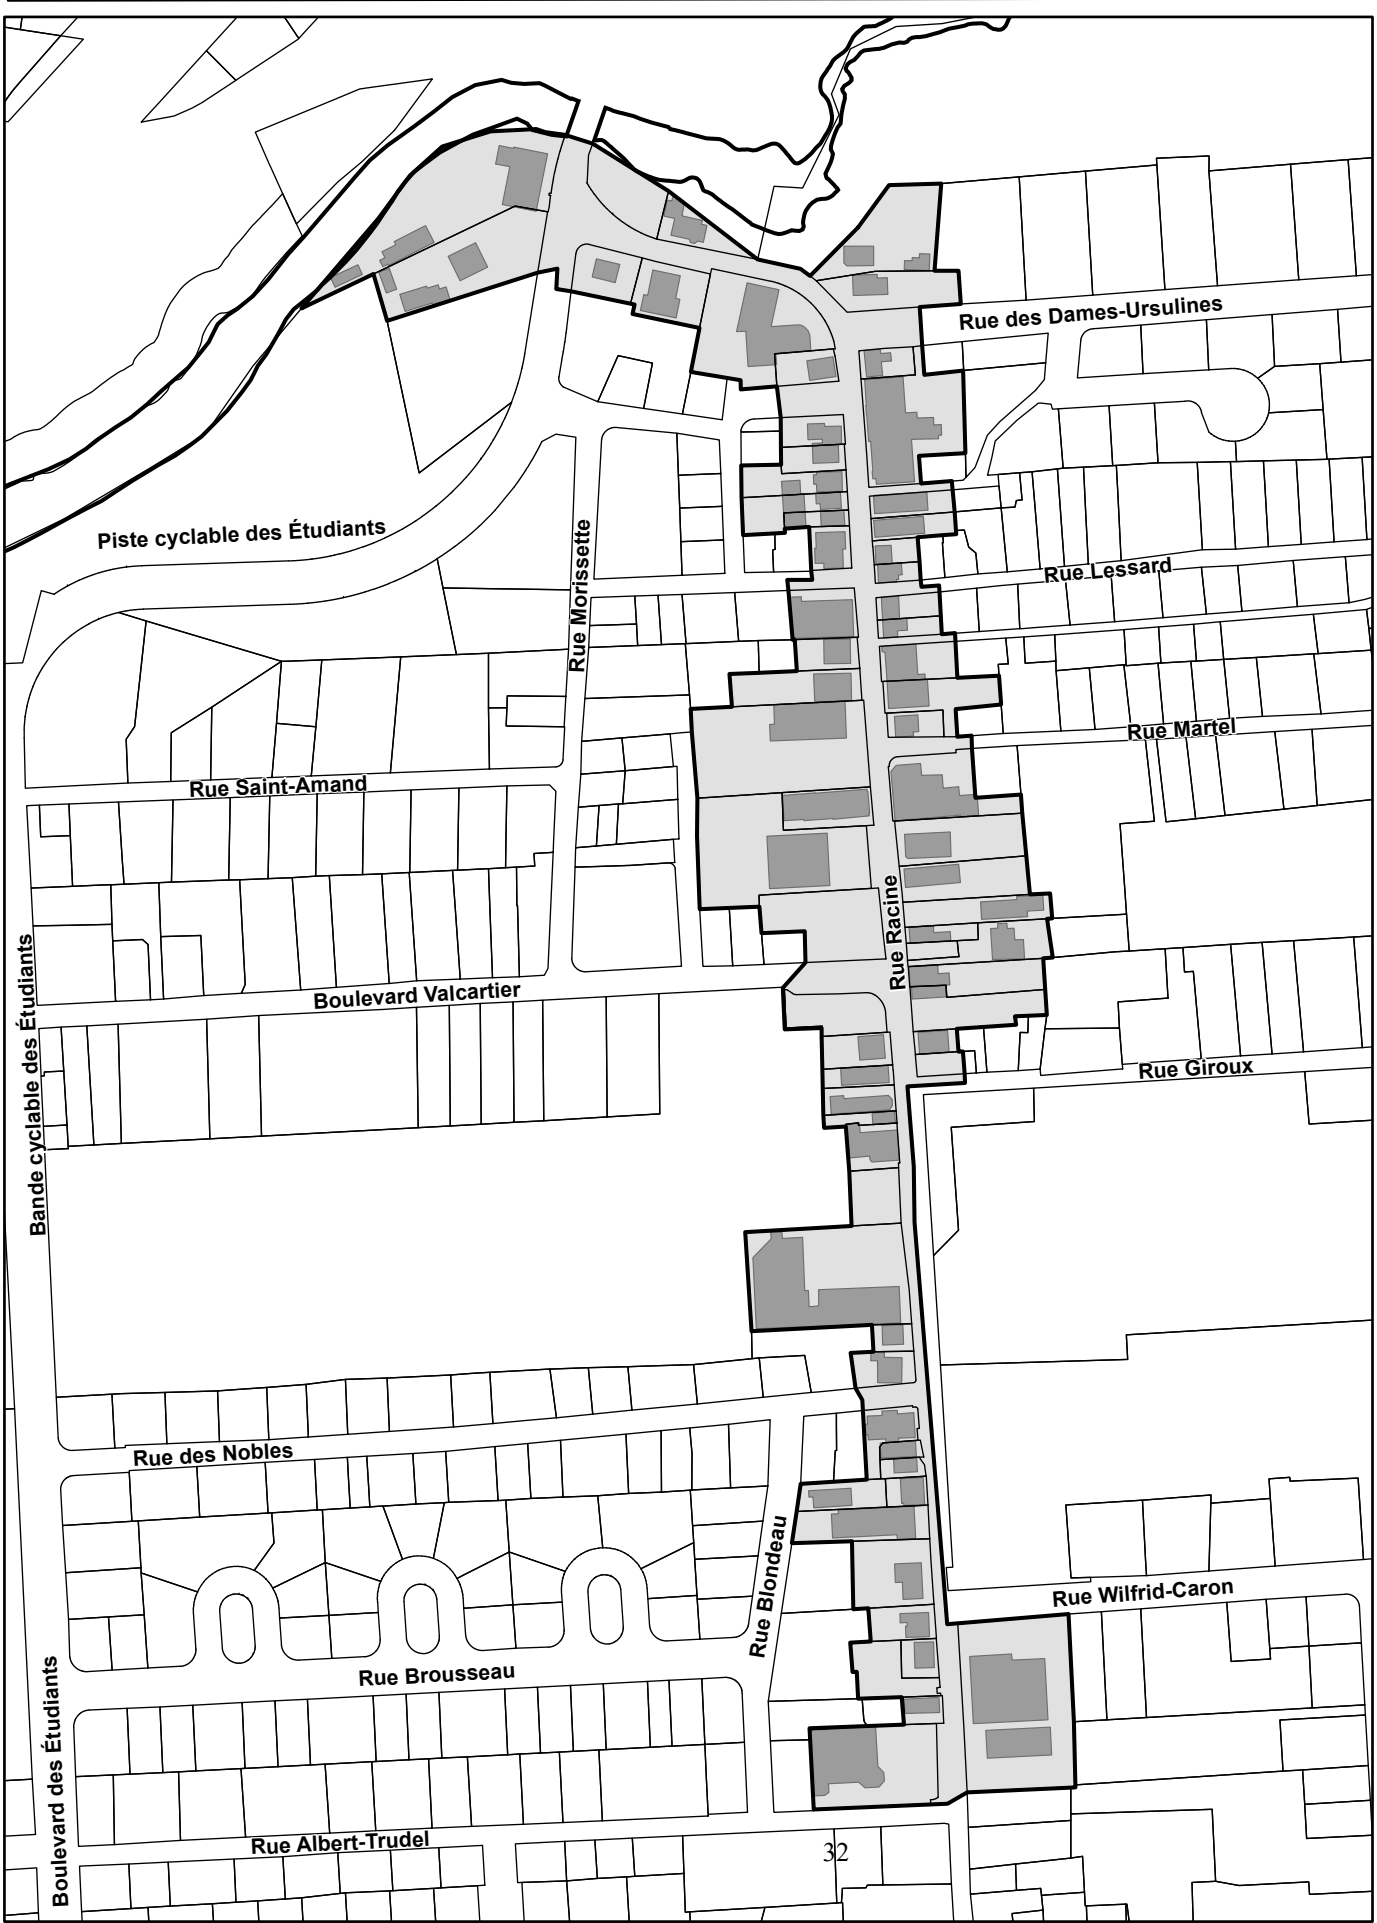 Rue des Dames-Ursulines
Piste cyclable des Étudiants
Rue Morissette
Rue Lessard
Rue Martel
Rue Saint-Amand
Rue Racine
Boulevard Valcartier
Bande cyclable des Étudiants
Rue Giroux
Rue des Nobles
Rue Blondeau
Rue Wilfrid-Caron
Rue Brousseau
Boulevard des Étudiants
Rue Albert-Trudel
32